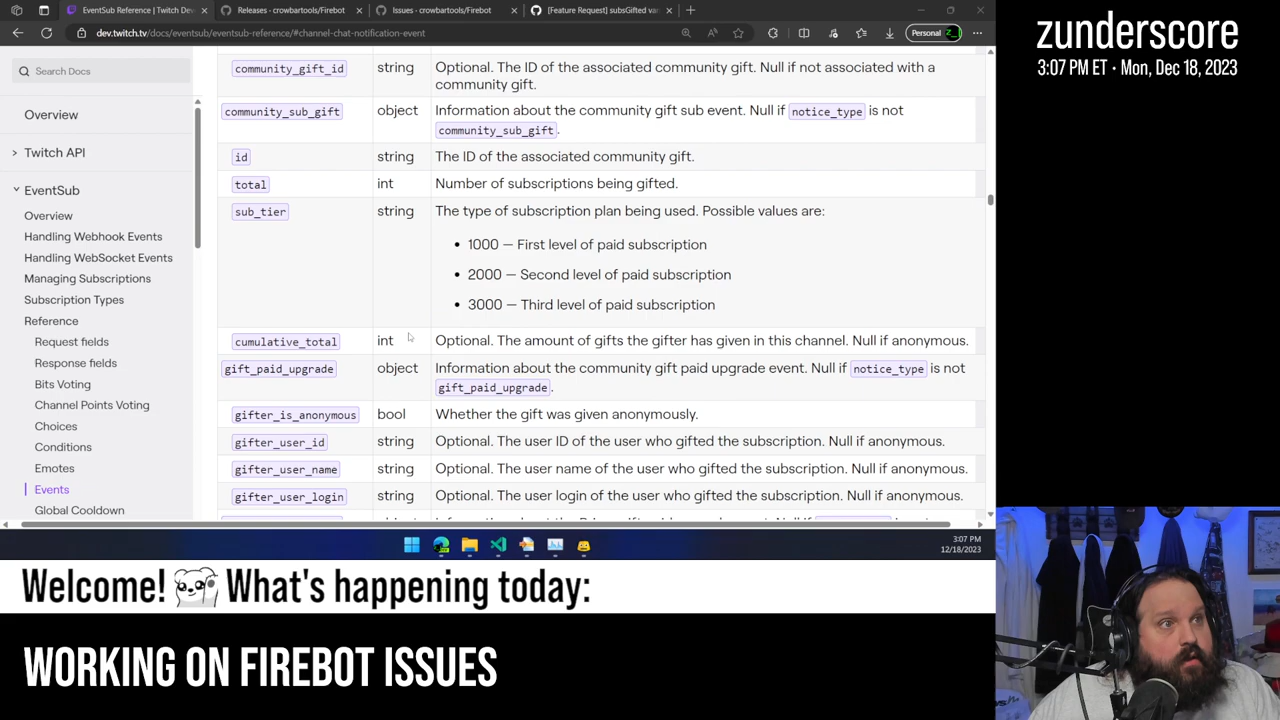 EventSub Reference | Twitch Dev
Releases - crowbartools/Firebot
Issues - crowbartools/Firebot
[Feature Request] subsGifted var
dev.twitch.tv/docs/eventsub/eventsub-reference/#channel-chat-notification-event
Personal
zunderscore
3:07 PM ET · Mon, Dec 18, 2023
Search Docs
Overview
Twitch API
EventSub
Overview
Handling Webhook Events
Handling WebSocket Events
Managing Subscriptions
Subscription Types
Reference
Request fields
Response fields
Bits Voting
Channel Points Voting
Choices
Conditions
Emotes
Events
Global Cooldown
community_gift_id string Optional. The ID of the associated community gift. Null if not associated with a
community gift.
community_sub_gift object Information about the community gift sub event. Null if notice_type is not
community_sub_gift.
id string The ID of the associated community gift.
total int Number of subscriptions being gifted.
sub_tier string The type of subscription plan being used. Possible values are:
• 1000 — First level of paid subscription
• 2000 — Second level of paid subscription
• 3000 — Third level of paid subscription
cumulative_total int Optional. The amount of gifts the gifter has given in this channel. Null if anonymous.
gift_paid_upgrade object Information about the community gift paid upgrade event. Null if notice_type is not
gift_paid_upgrade.
gifter_is_anonymous bool Whether the gift was given anonymously.
gifter_user_id string Optional. The user ID of the user who gifted the subscription. Null if anonymous.
gifter_user_name string Optional. The user name of the user who gifted the subscription. Null if anonymous.
gifter_user_login string Optional. The user login of the user who gifted the subscription. Null if anonymous.
3:07 PM
12/18/2023
Welcome! What's happening today:
WORKING ON FIREBOT ISSUES